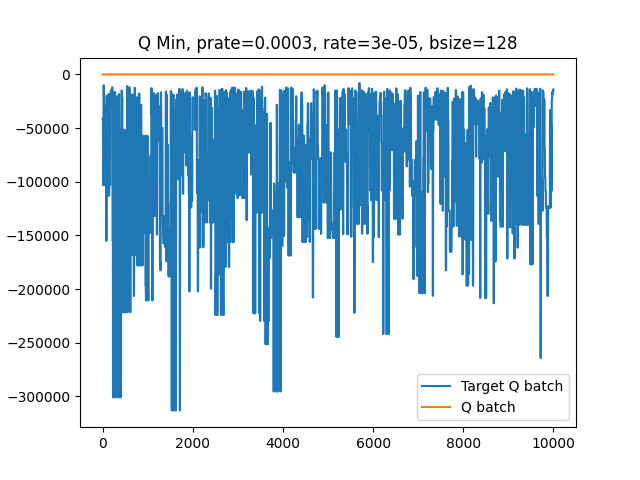 Q Min, prate=0.0003, rate=3e-05, bsize=128
0
−50000
−100000
−150000
−200000
−250000
−300000
Target Q batch
Q batch
0 2000 4000 6000 8000 10000